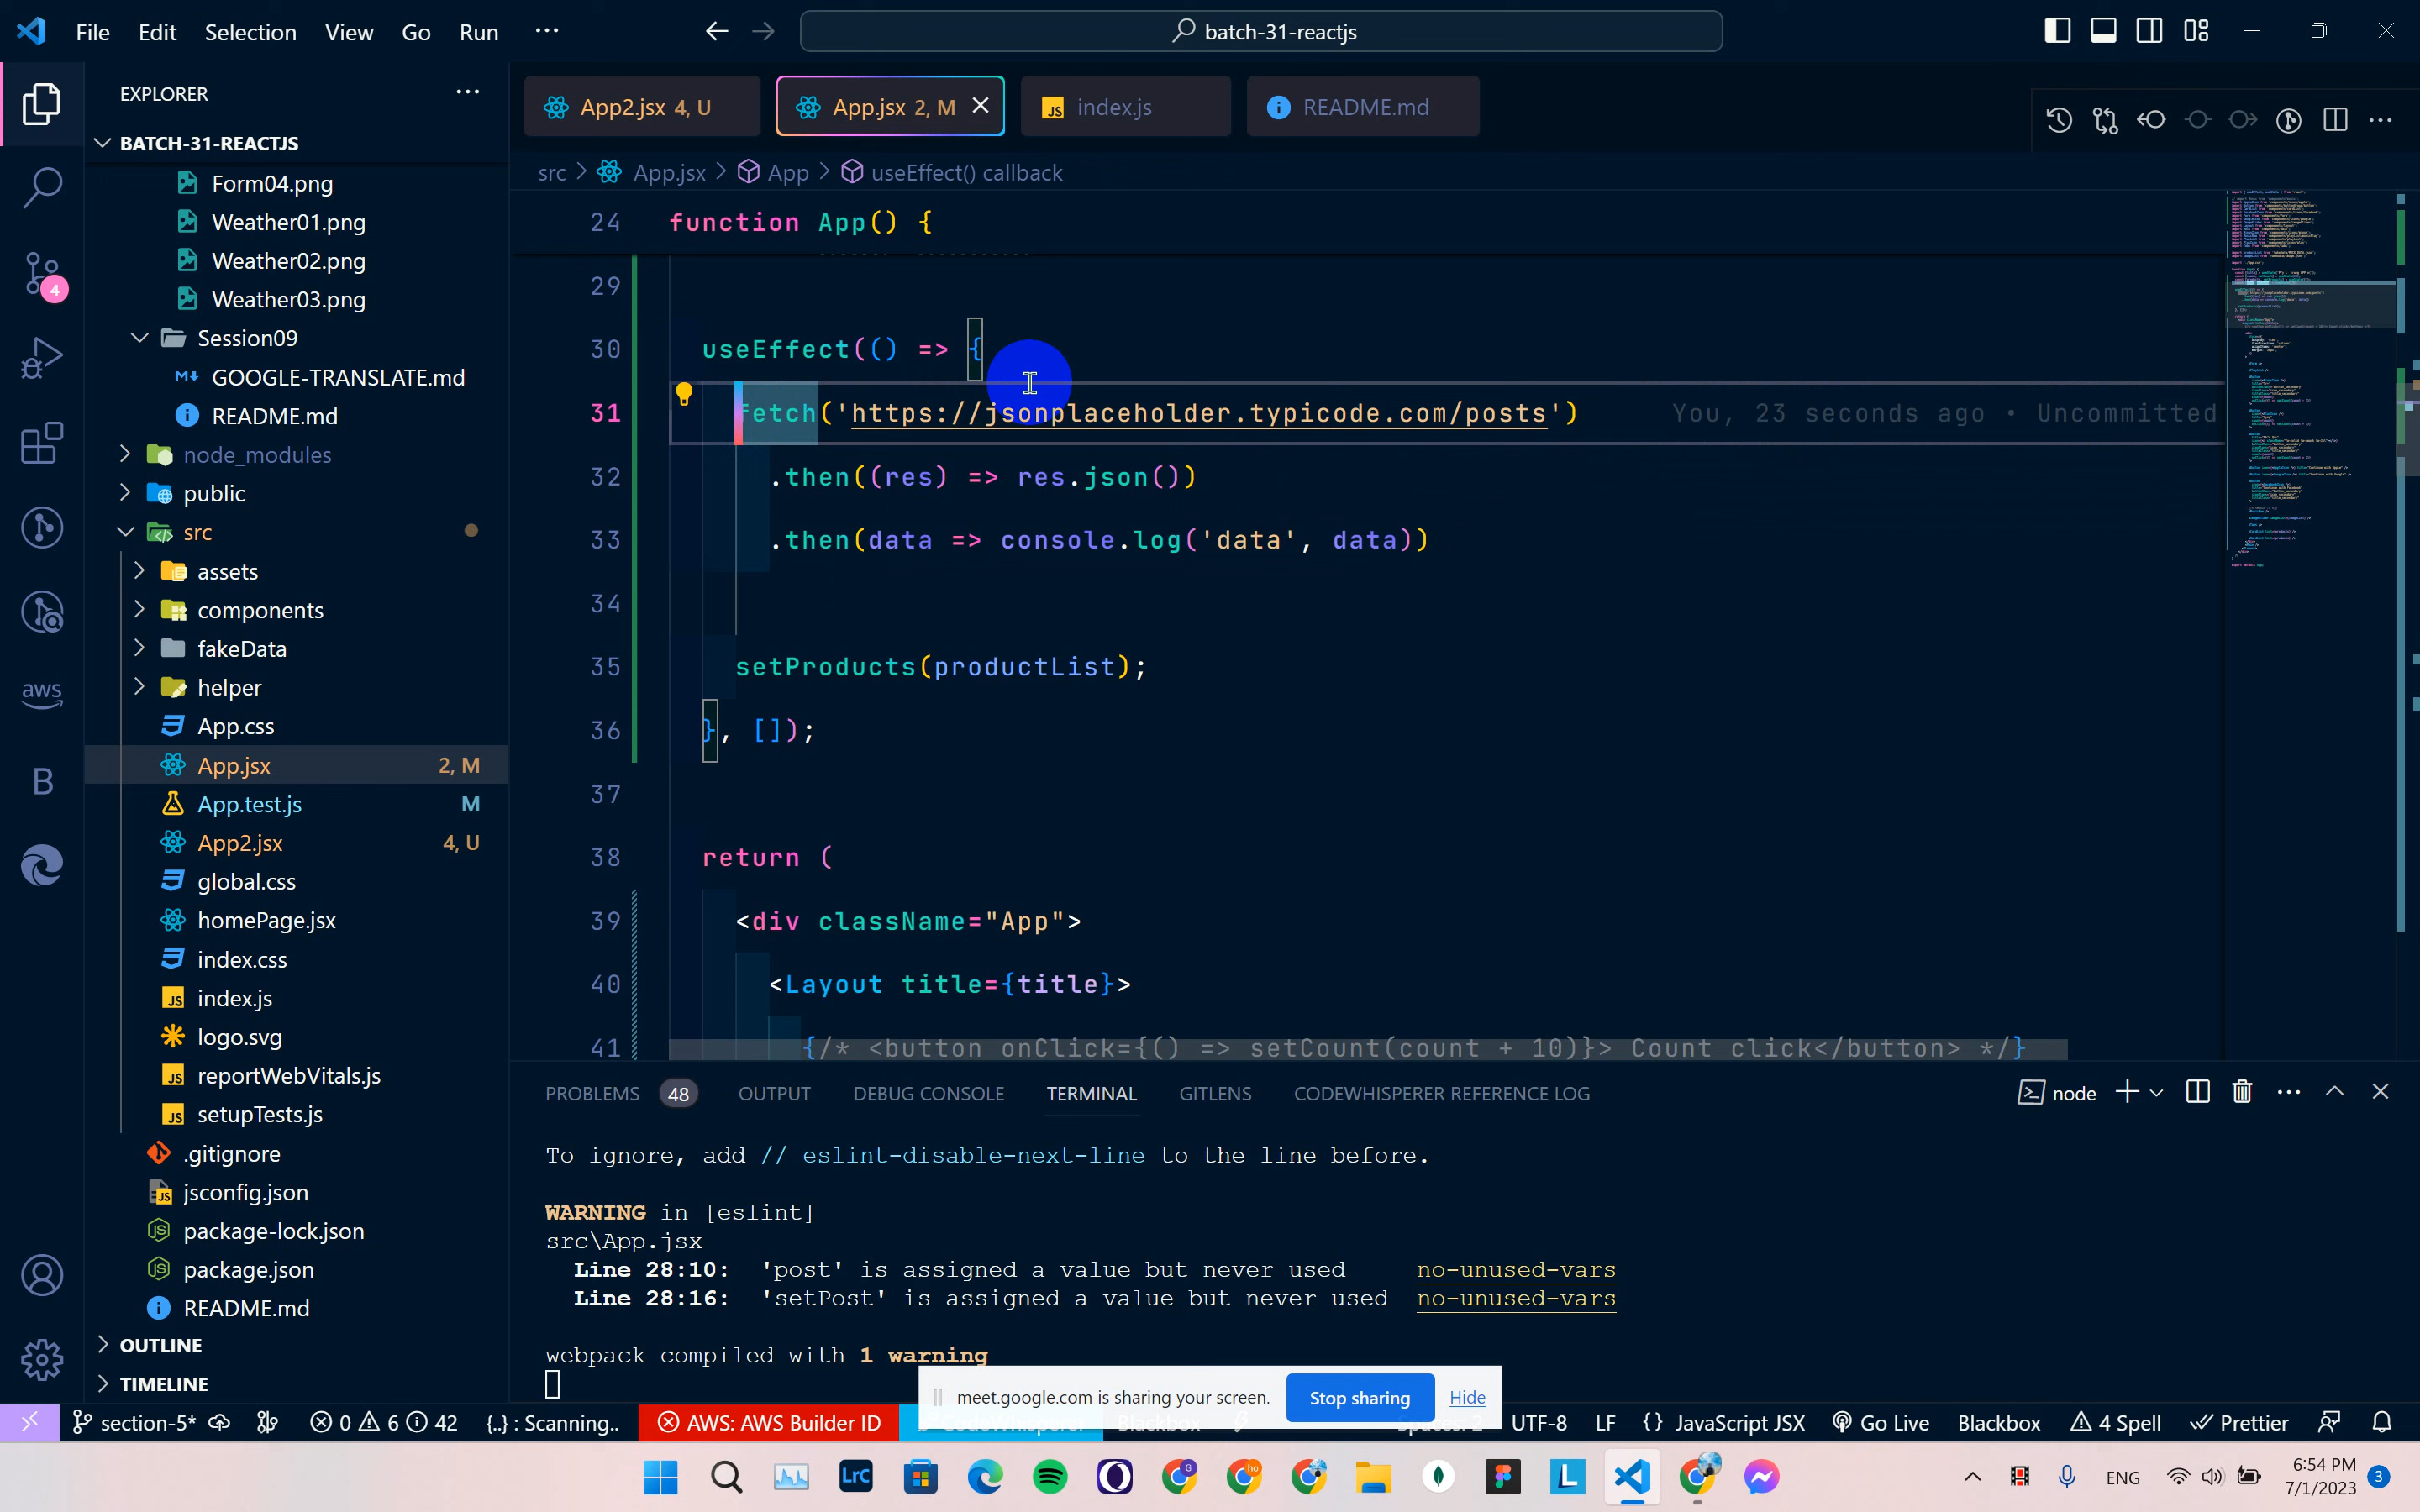 File Edit Selection View Go Run ···
batch-31-reactjs
EXPLORER
BATCH-31-REACTJS
Form04.png
Weather01.png
Weather02.png
Weather03.png
Session09
GOOGLE-TRANSLATE.md
README.md
node_modules
public
src
assets
components
fakeData
helper
App.css
App.jsx 2, M
App.test.js M
App2.jsx 4, U
global.css
homePage.jsx
index.css
index.js
logo.svg
reportWebVitals.js
setupTests.js
.gitignore
jsconfig.json
package-lock.json
package.json
README.md
OUTLINE
TIMELINE
4
aws
B
App2.jsx 4, U
App.jsx 2, M
index.js
README.md
src > App.jsx > App > useEffect() callback
24 function App() {
29
30 useEffect(() => {
31 fetch('https://jsonplaceholder.typicode.com/posts') You, 23 seconds ago • Uncommitted
32 .then((res) => res.json())
33 .then(data => console.log('data', data))
34
35 setProducts(productList);
36 }, []);
37
38 return (
39 <div className="App">
40 <Layout title={title}>
41 {/* <button onClick={() => setCount(count + 10)}> Count click</button> */}
PROBLEMS 48 OUTPUT DEBUG CONSOLE TERMINAL GITLENS CODEWHISPERER REFERENCE LOG
node
To ignore, add // eslint-disable-next-line to the line before.
WARNING in [eslint]
src\App.jsx
Line 28:10: 'post' is assigned a value but never used no-unused-vars
Line 28:16: 'setPost' is assigned a value but never used no-unused-vars
webpack compiled with 1 warning
meet.google.com is sharing your screen. Stop sharing Hide
section-5* 0 6 42 {..} : Scanning.. AWS: AWS Builder ID UTF-8 LF {} JavaScript JSX Go Live Blackbox 4 Spell Prettier
LrC
ENG
6:54 PM
7/1/2023
3